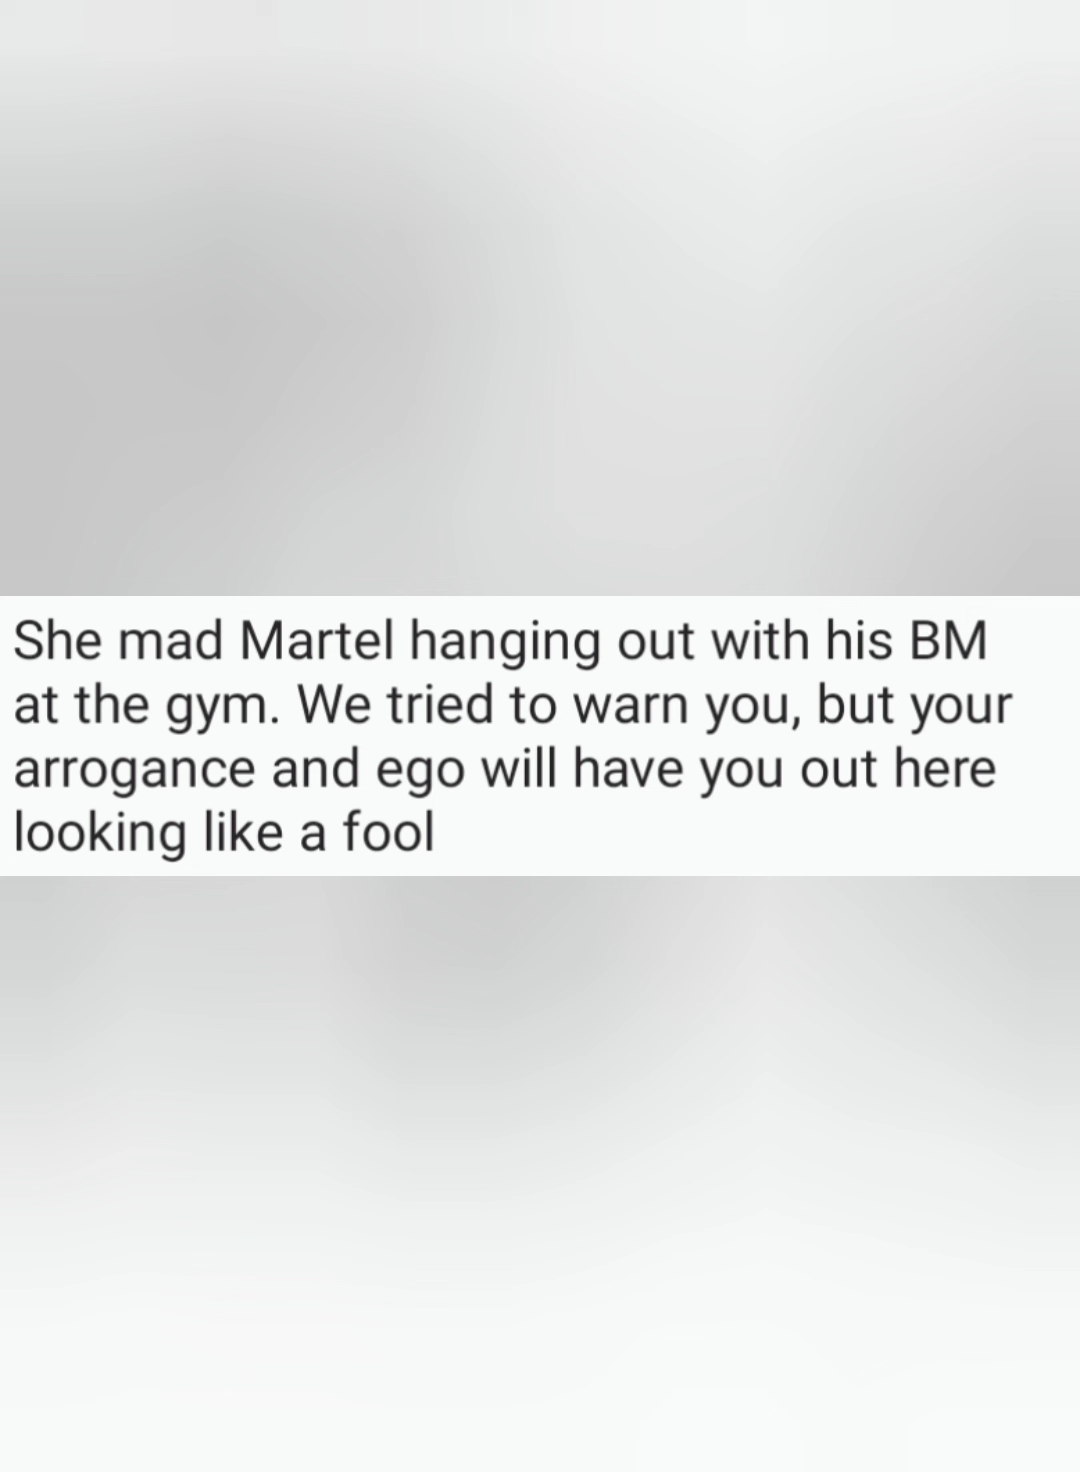 She mad Martel hanging out with his BM
at the gym. We tried to warn you, but your
arrogance and ego will have you out here
looking like a fool